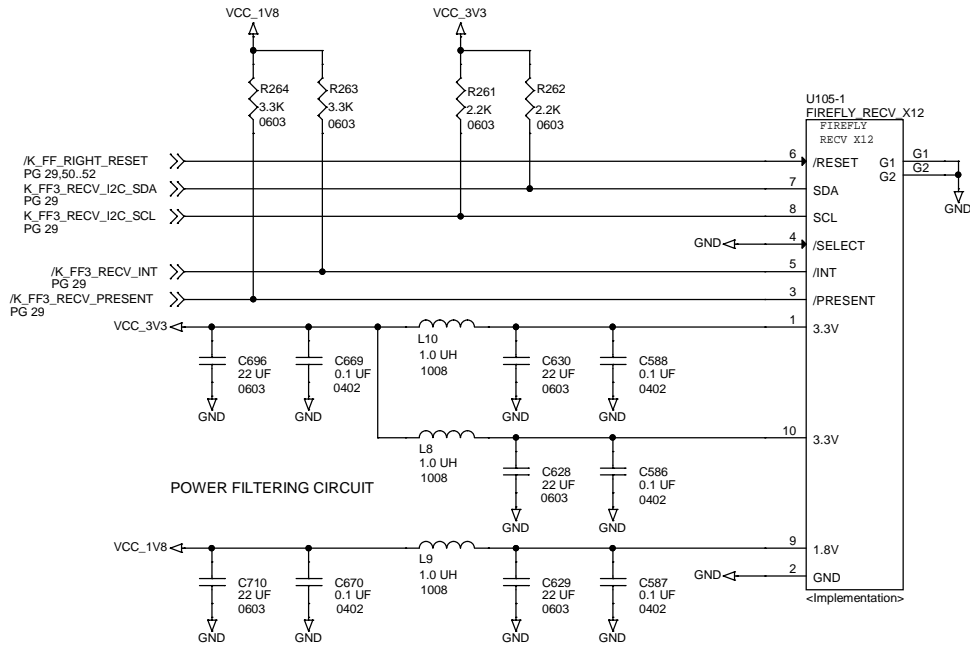 VCC_1V8
VCC_3V3
R264
3.3K
0603
R263
3.3K
0603
R261
2.2K
0603
R262
2.2K
0603
U105-1
FIREFLY_RECV_X12
FIREFLY
RECV X12
/K_FF_RIGHT_RESET
PG 29,50..52
6
/RESET
G1
G1
G2
G2
GND
K_FF3_RECV_I2C_SDA
PG 29
7
SDA
K_FF3_RECV_I2C_SCL
PG 29
8
SCL
GND
4
/SELECT
/K_FF3_RECV_INT
PG 29
5
/INT
/K_FF3_RECV_PRESENT
PG 29
3
/PRESENT
VCC_3V3
1
3.3V
C696
22 UF
0603
GND
C669
0.1 UF
0402
GND
L10
1.0 UH
1008
C630
22 UF
0603
GND
C588
0.1 UF
0402
GND
10
3.3V
L8
1.0 UH
1008
C628
22 UF
0603
GND
C586
0.1 UF
0402
GND
POWER FILTERING CIRCUIT
VCC_1V8
9
1.8V
C710
22 UF
0603
GND
C670
0.1 UF
0402
GND
L9
1.0 UH
1008
C629
22 UF
0603
GND
C587
0.1 UF
0402
GND
GND
2
GND
<Implementation>